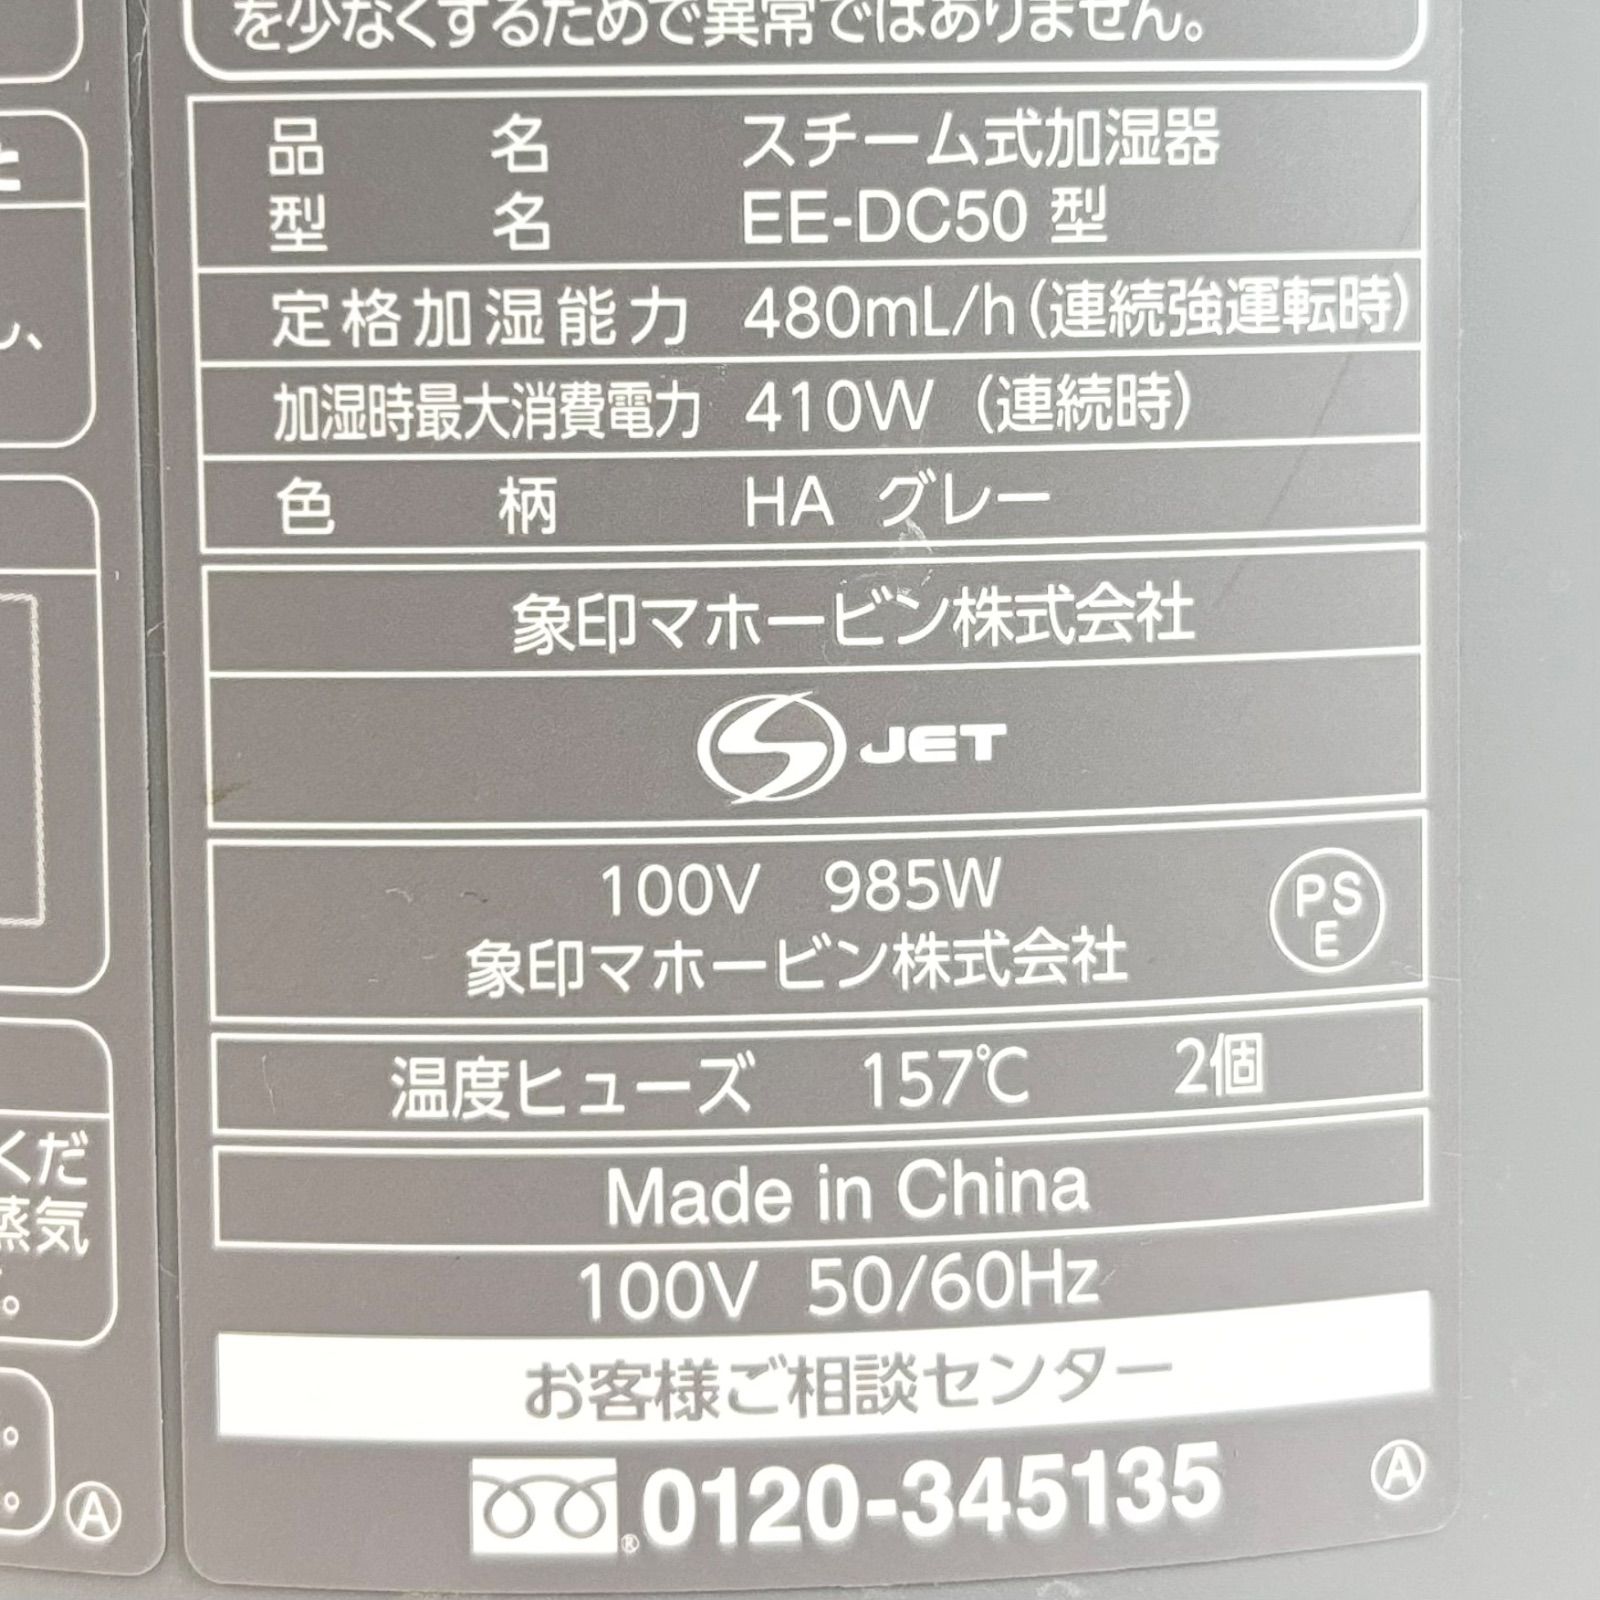 を少なくするためで異常ではありません。
品名 スチーム式加湿器
型名 EE-DC50 型
定格加湿能力 480mL/h(連続強運転時)
加湿時最大消費電力 410W (連続時)
色柄 HA グレー
象印マホービン株式会社
S JET
100V 985W
象印マホービン株式会社
PS
E
温度ヒューズ 157℃ 2個
Made in China
100V 50/60Hz
お客様ご相談センター
® 0120-345135
Ⓐ
と
し、
くだ
蒸気
。
。
。
Ⓐ